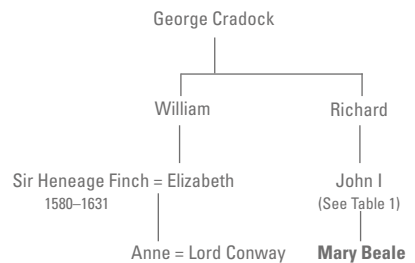 George Cradock
William Richard
Sir Heneage Finch = Elizabeth John I
1580–1631 (See Table 1)
Anne = Lord Conway Mary Beale